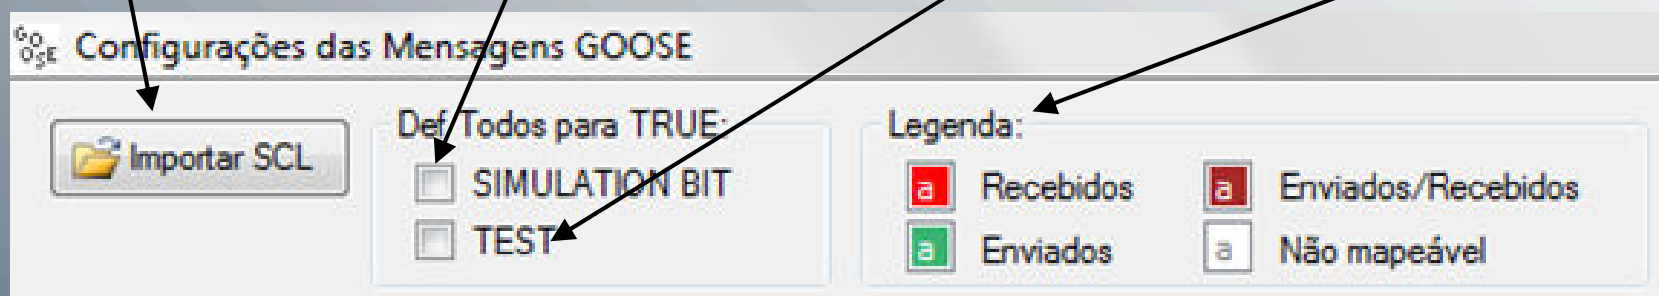 GOOSE Configurações das Mensagens GOOSE
Importar SCL
Def. Todos para TRUE:
SIMULATION BIT
TEST
Legenda:
a Recebidos
a Enviados/Recebidos
a Enviados
a Não mapeável